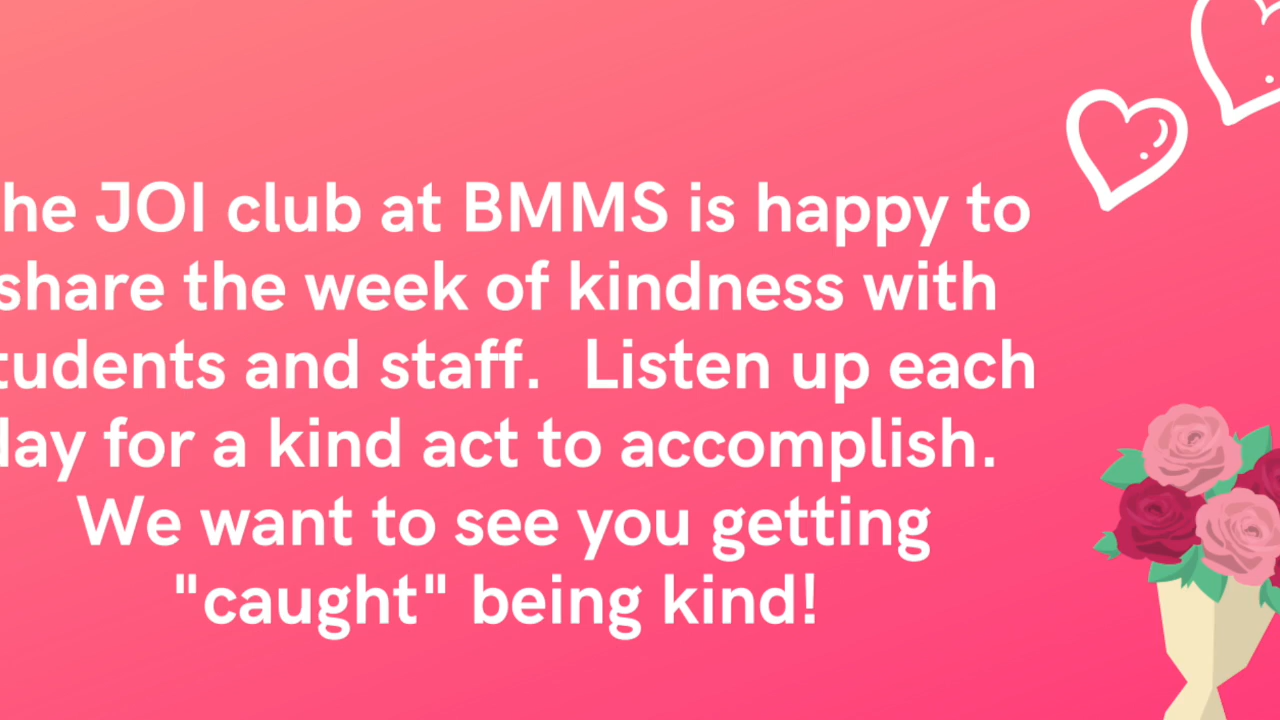 he JOI club at BMMS is happy to
share the week of kindness with
tudents and staff.  Listen up each
day for a kind act to accomplish.
We want to see you getting
"caught" being kind!